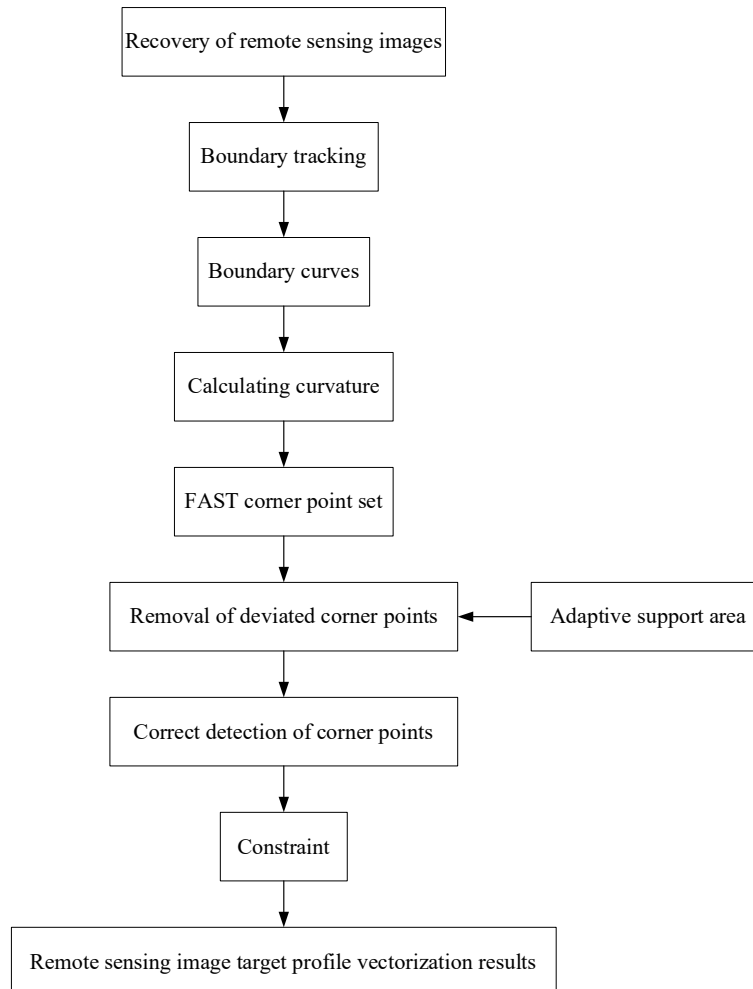 Recovery of remote sensing images
Boundary tracking
Boundary curves
Calculating curvature
FAST corner point set
Removal of deviated corner points
Adaptive support area
Correct detection of corner points
Constraint
Remote sensing image target profile vectorization results